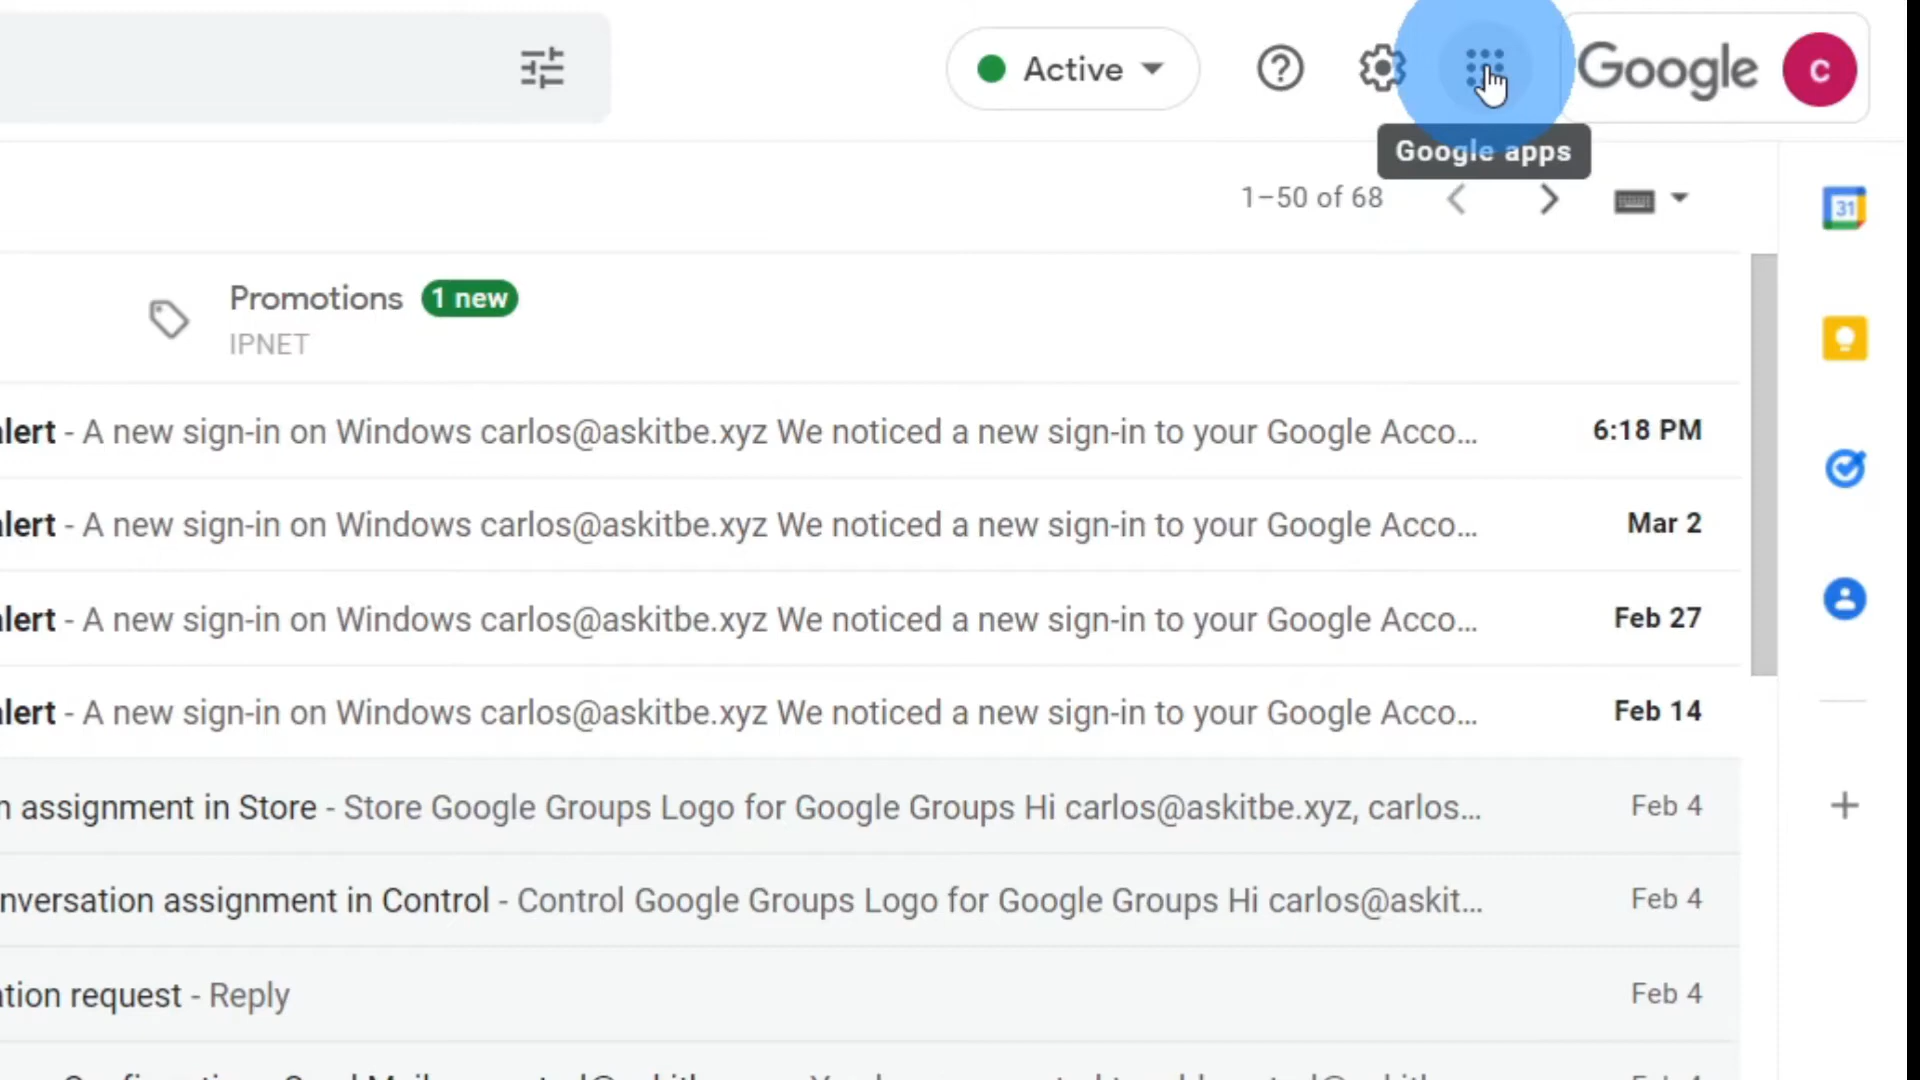 Active
Google
C
Google apps
1–50 of 68
31
Promotions 1 new
IPNET
alert - A new sign-in on Windows carlos@askitbe.xyz We noticed a new sign-in to your Google Acco... 6:18 PM
alert - A new sign-in on Windows carlos@askitbe.xyz We noticed a new sign-in to your Google Acco... Mar 2
alert - A new sign-in on Windows carlos@askitbe.xyz We noticed a new sign-in to your Google Acco... Feb 27
alert - A new sign-in on Windows carlos@askitbe.xyz We noticed a new sign-in to your Google Acco... Feb 14
n assignment in Store - Store Google Groups Logo for Google Groups Hi carlos@askitbe.xyz, carlos... Feb 4
nversation assignment in Control - Control Google Groups Logo for Google Groups Hi carlos@askit... Feb 4
ation request - Reply Feb 4